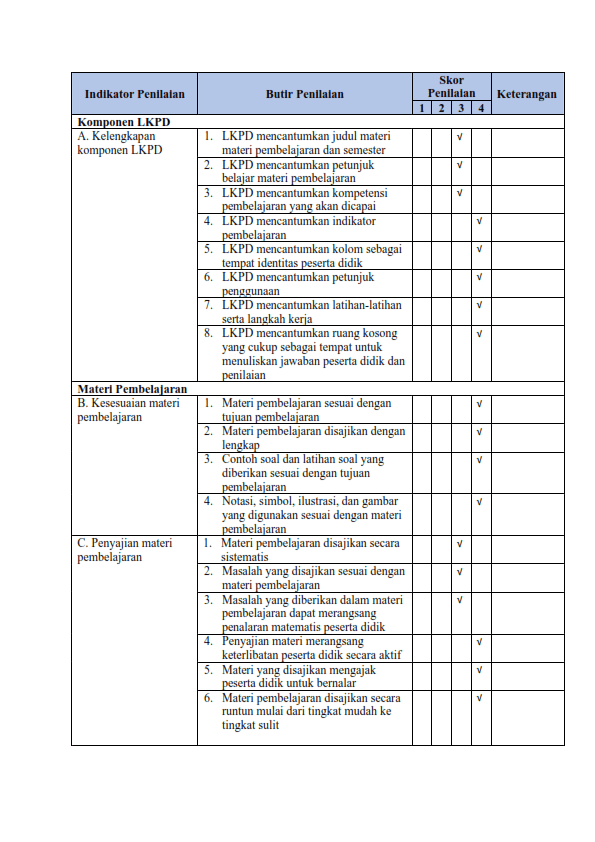 Indikator Penilaian Butir Penilaian Skor Penilaian Keterangan
1 2 3 4
Komponen LKPD
A. Kelengkapan
komponen LKPD
1. LKPD mencantumkan judul materi √
materi pembelajaran dan semester
2. LKPD mencantumkan petunjuk √
belajar materi pembelajaran
3. LKPD mencantumkan kompetensi √
pembelajaran yang akan dicapai
4. LKPD mencantumkan indikator √
pembelajaran
5. LKPD mencantumkan kolom sebagai √
tempat identitas peserta didik
6. LKPD mencantumkan petunjuk √
penggunaan
7. LKPD mencantumkan latihan-latihan √
serta langkah kerja
8. LKPD mencantumkan ruang kosong √
yang cukup sebagai tempat untuk
menuliskan jawaban peserta didik dan
penilaian
Materi Pembelajaran
B. Kesesuaian materi
pembelajaran
1. Materi pembelajaran sesuai dengan √
tujuan pembelajaran
2. Materi pembelajaran disajikan dengan √
lengkap
3. Contoh soal dan latihan soal yang √
diberikan sesuai dengan tujuan
pembelajaran
4. Notasi, simbol, ilustrasi, dan gambar √
yang digunakan sesuai dengan materi
pembelajaran
C. Penyajian materi
pembelajaran
1. Materi pembelajaran disajikan secara √
sistematis
2. Masalah yang disajikan sesuai dengan √
materi pembelajaran
3. Masalah yang diberikan dalam materi √
pembelajaran dapat merangsang
penalaran matematis peserta didik
4. Penyajian materi merangsang √
keterlibatan peserta didik secara aktif
5. Materi yang disajikan mengajak √
peserta didik untuk bernalar
6. Materi pembelajaran disajikan secara √
runtun mulai dari tingkat mudah ke
tingkat sulit